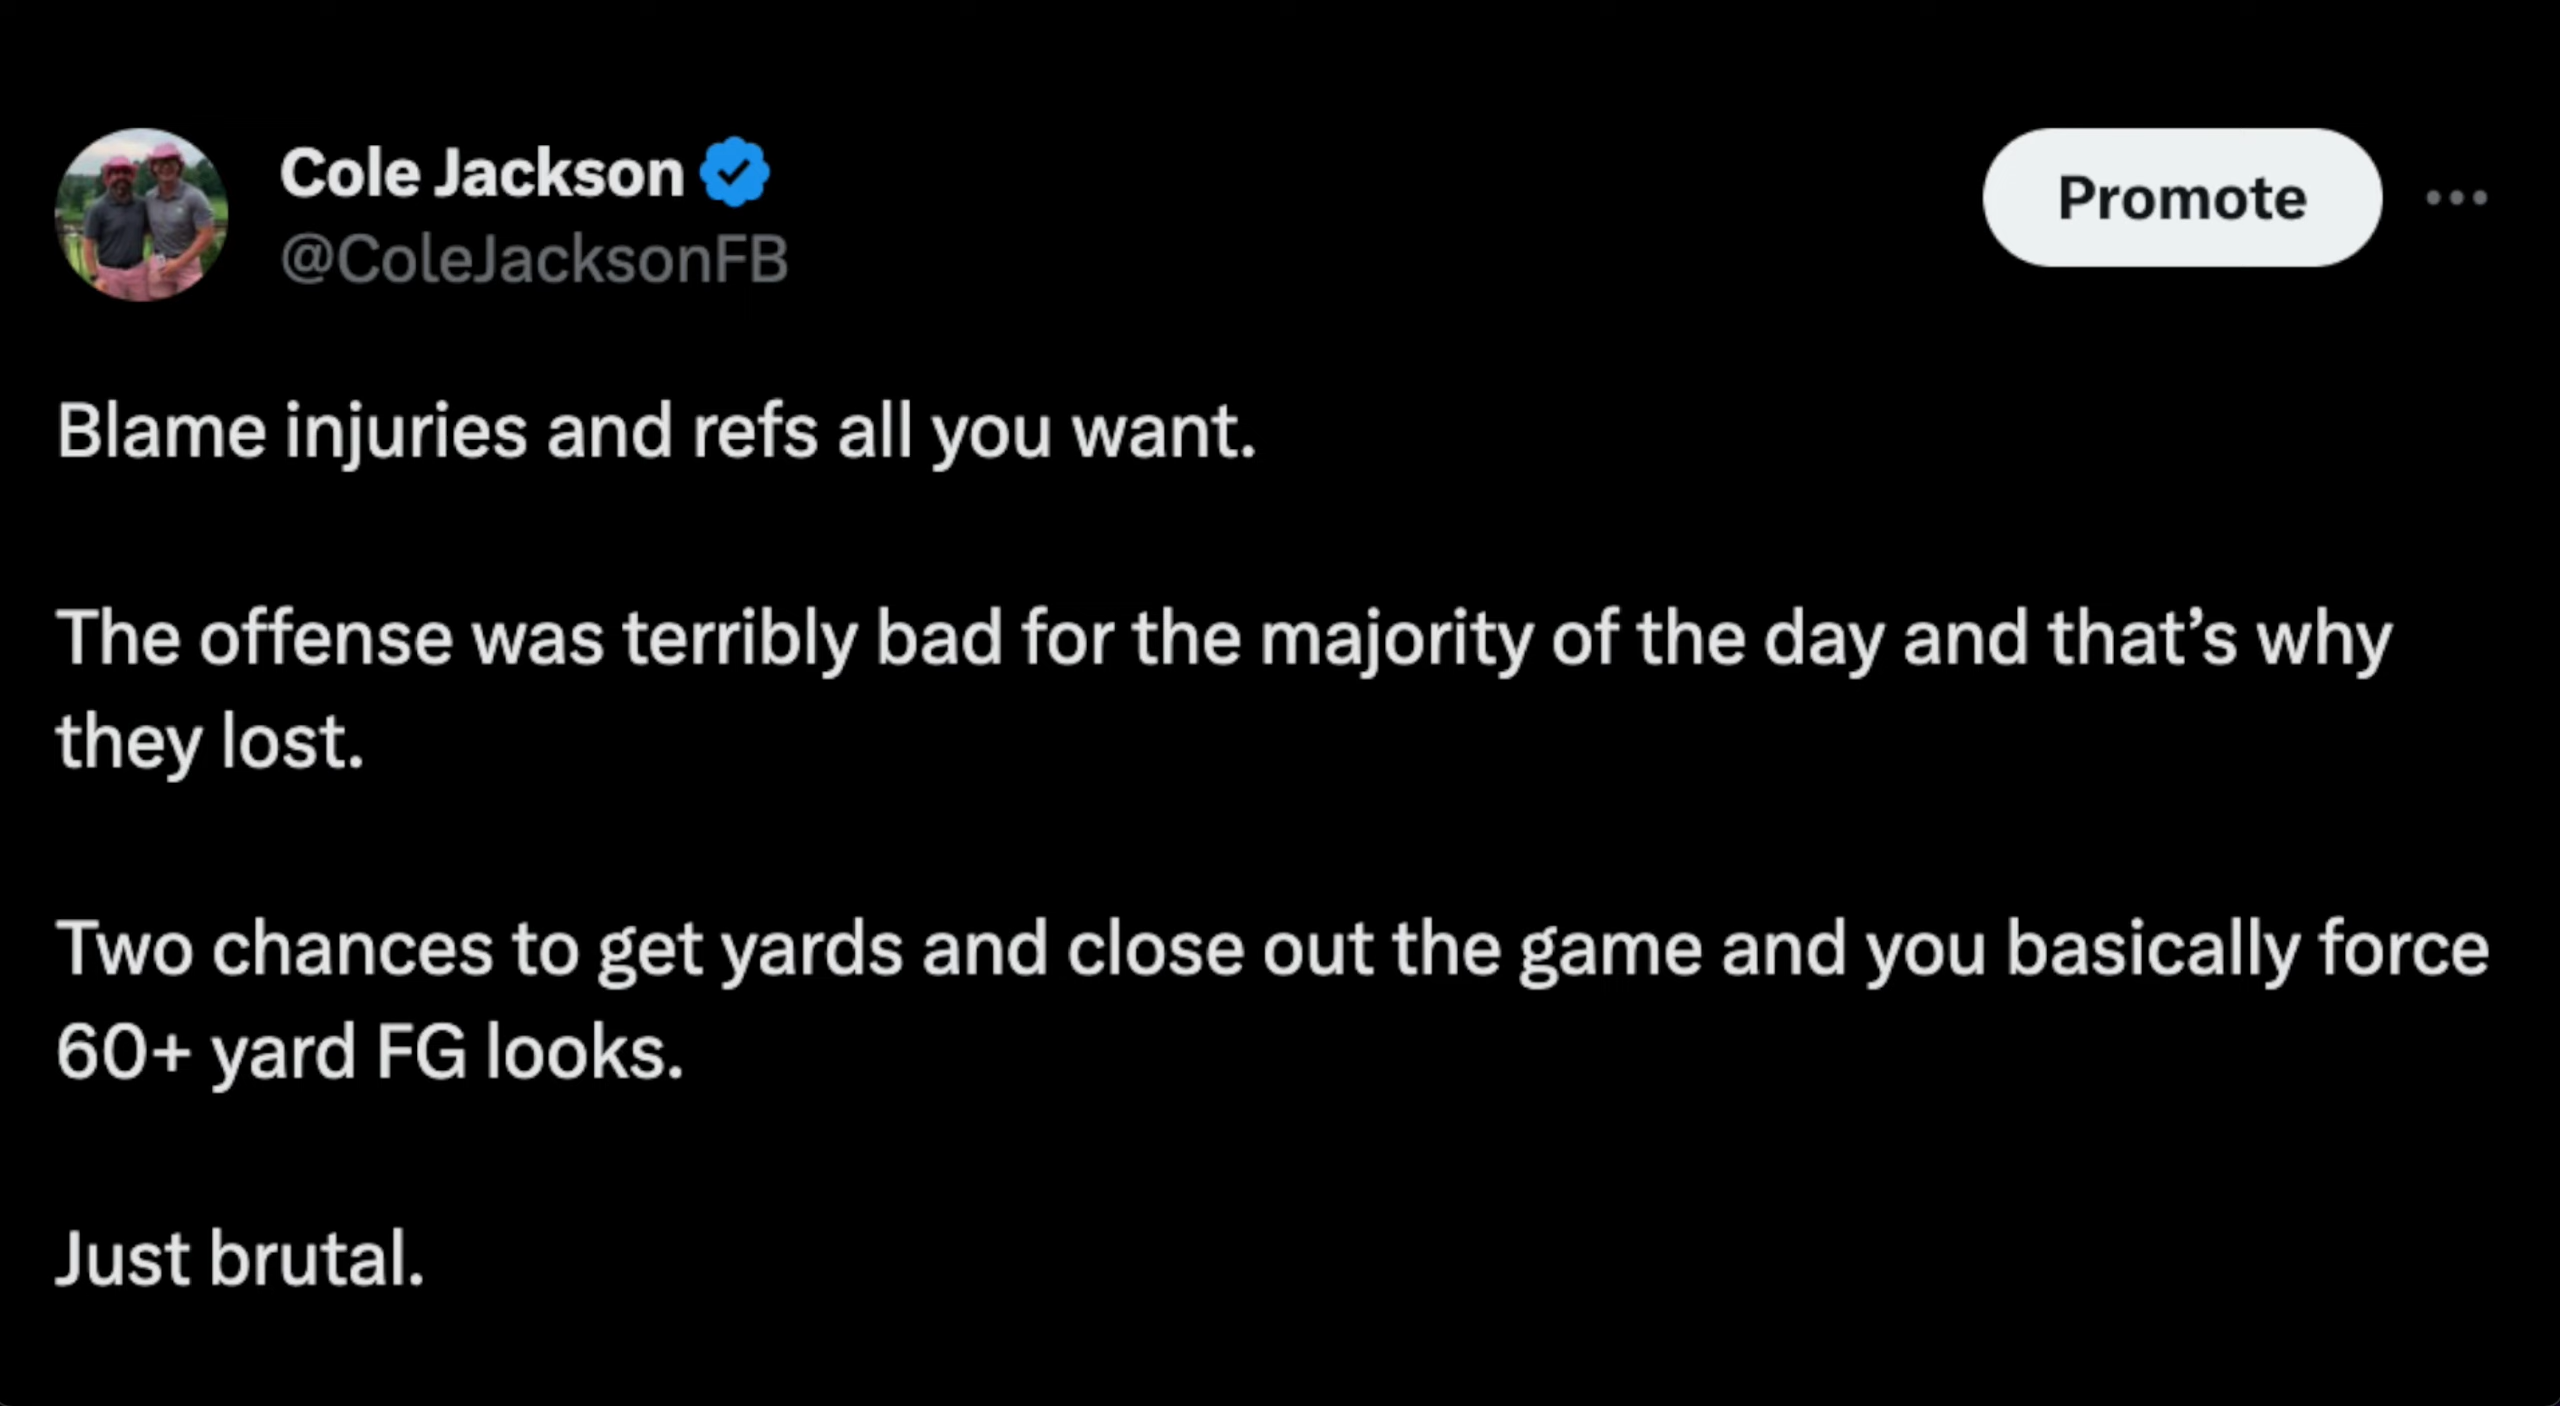 Cole Jackson
@ColeJacksonFB
Promote
Blame injuries and refs all you want.
The offense was terribly bad for the majority of the day and that’s why
they lost.
Two chances to get yards and close out the game and you basically force
60+ yard FG looks.
Just brutal.